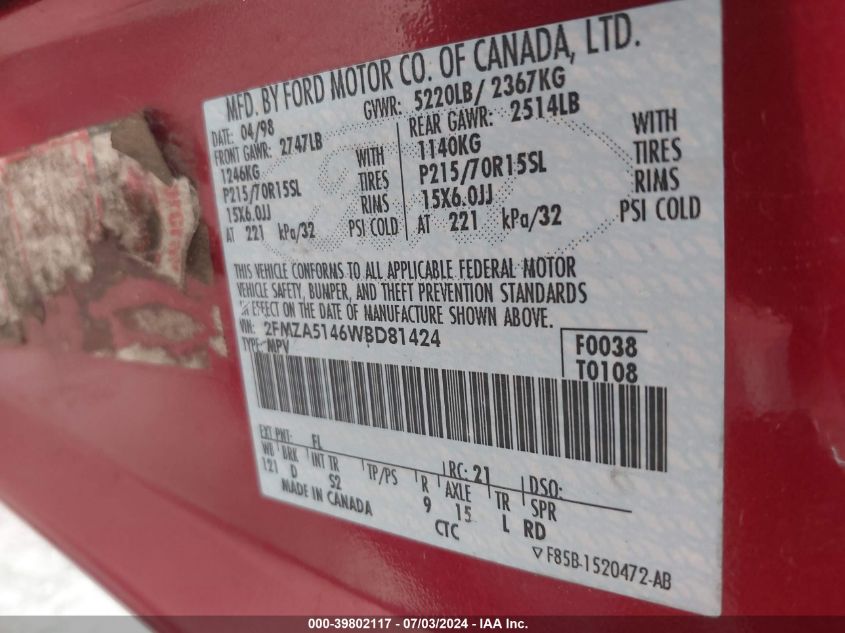 MFD. BY FORD MOTOR CO. OF CANADA, LTD.
DATE: 04/98 GVWR: 5220LB/ 2367KG
FRONT GAWR: 2747LB REAR GAWR: 2514LB
1246KG WITH 1140KG WITH
P215/70R15SL TIRES P215/70R15SL TIRES
15X6.0JJ RIMS 15X6.0JJ RIMS
AT 221 kPa/32 PSI COLD AT 221 kPa/32 PSI COLD
THIS VEHICLE CONFORMS TO ALL APPLICABLE FEDERAL MOTOR
VEHICLE SAFETY, BUMPER, AND THEFT PREVENTION STANDARDS
IN EFFECT ON THE DATE OF MANUFACTURE SHOWN ABOVE.
VIN: 2FMZA5146WBD81424 F0038
TYPE: MPV T0108
EXT PNT: EL RC: 21 DSO:
WB BRK INT TR TP/PS R AXLE TR SPR
121 D S2 9 15 L RD
MADE IN CANADA CTC
F85B-1520472-AB
000-39802117 - 07/03/2024 - IAA Inc.